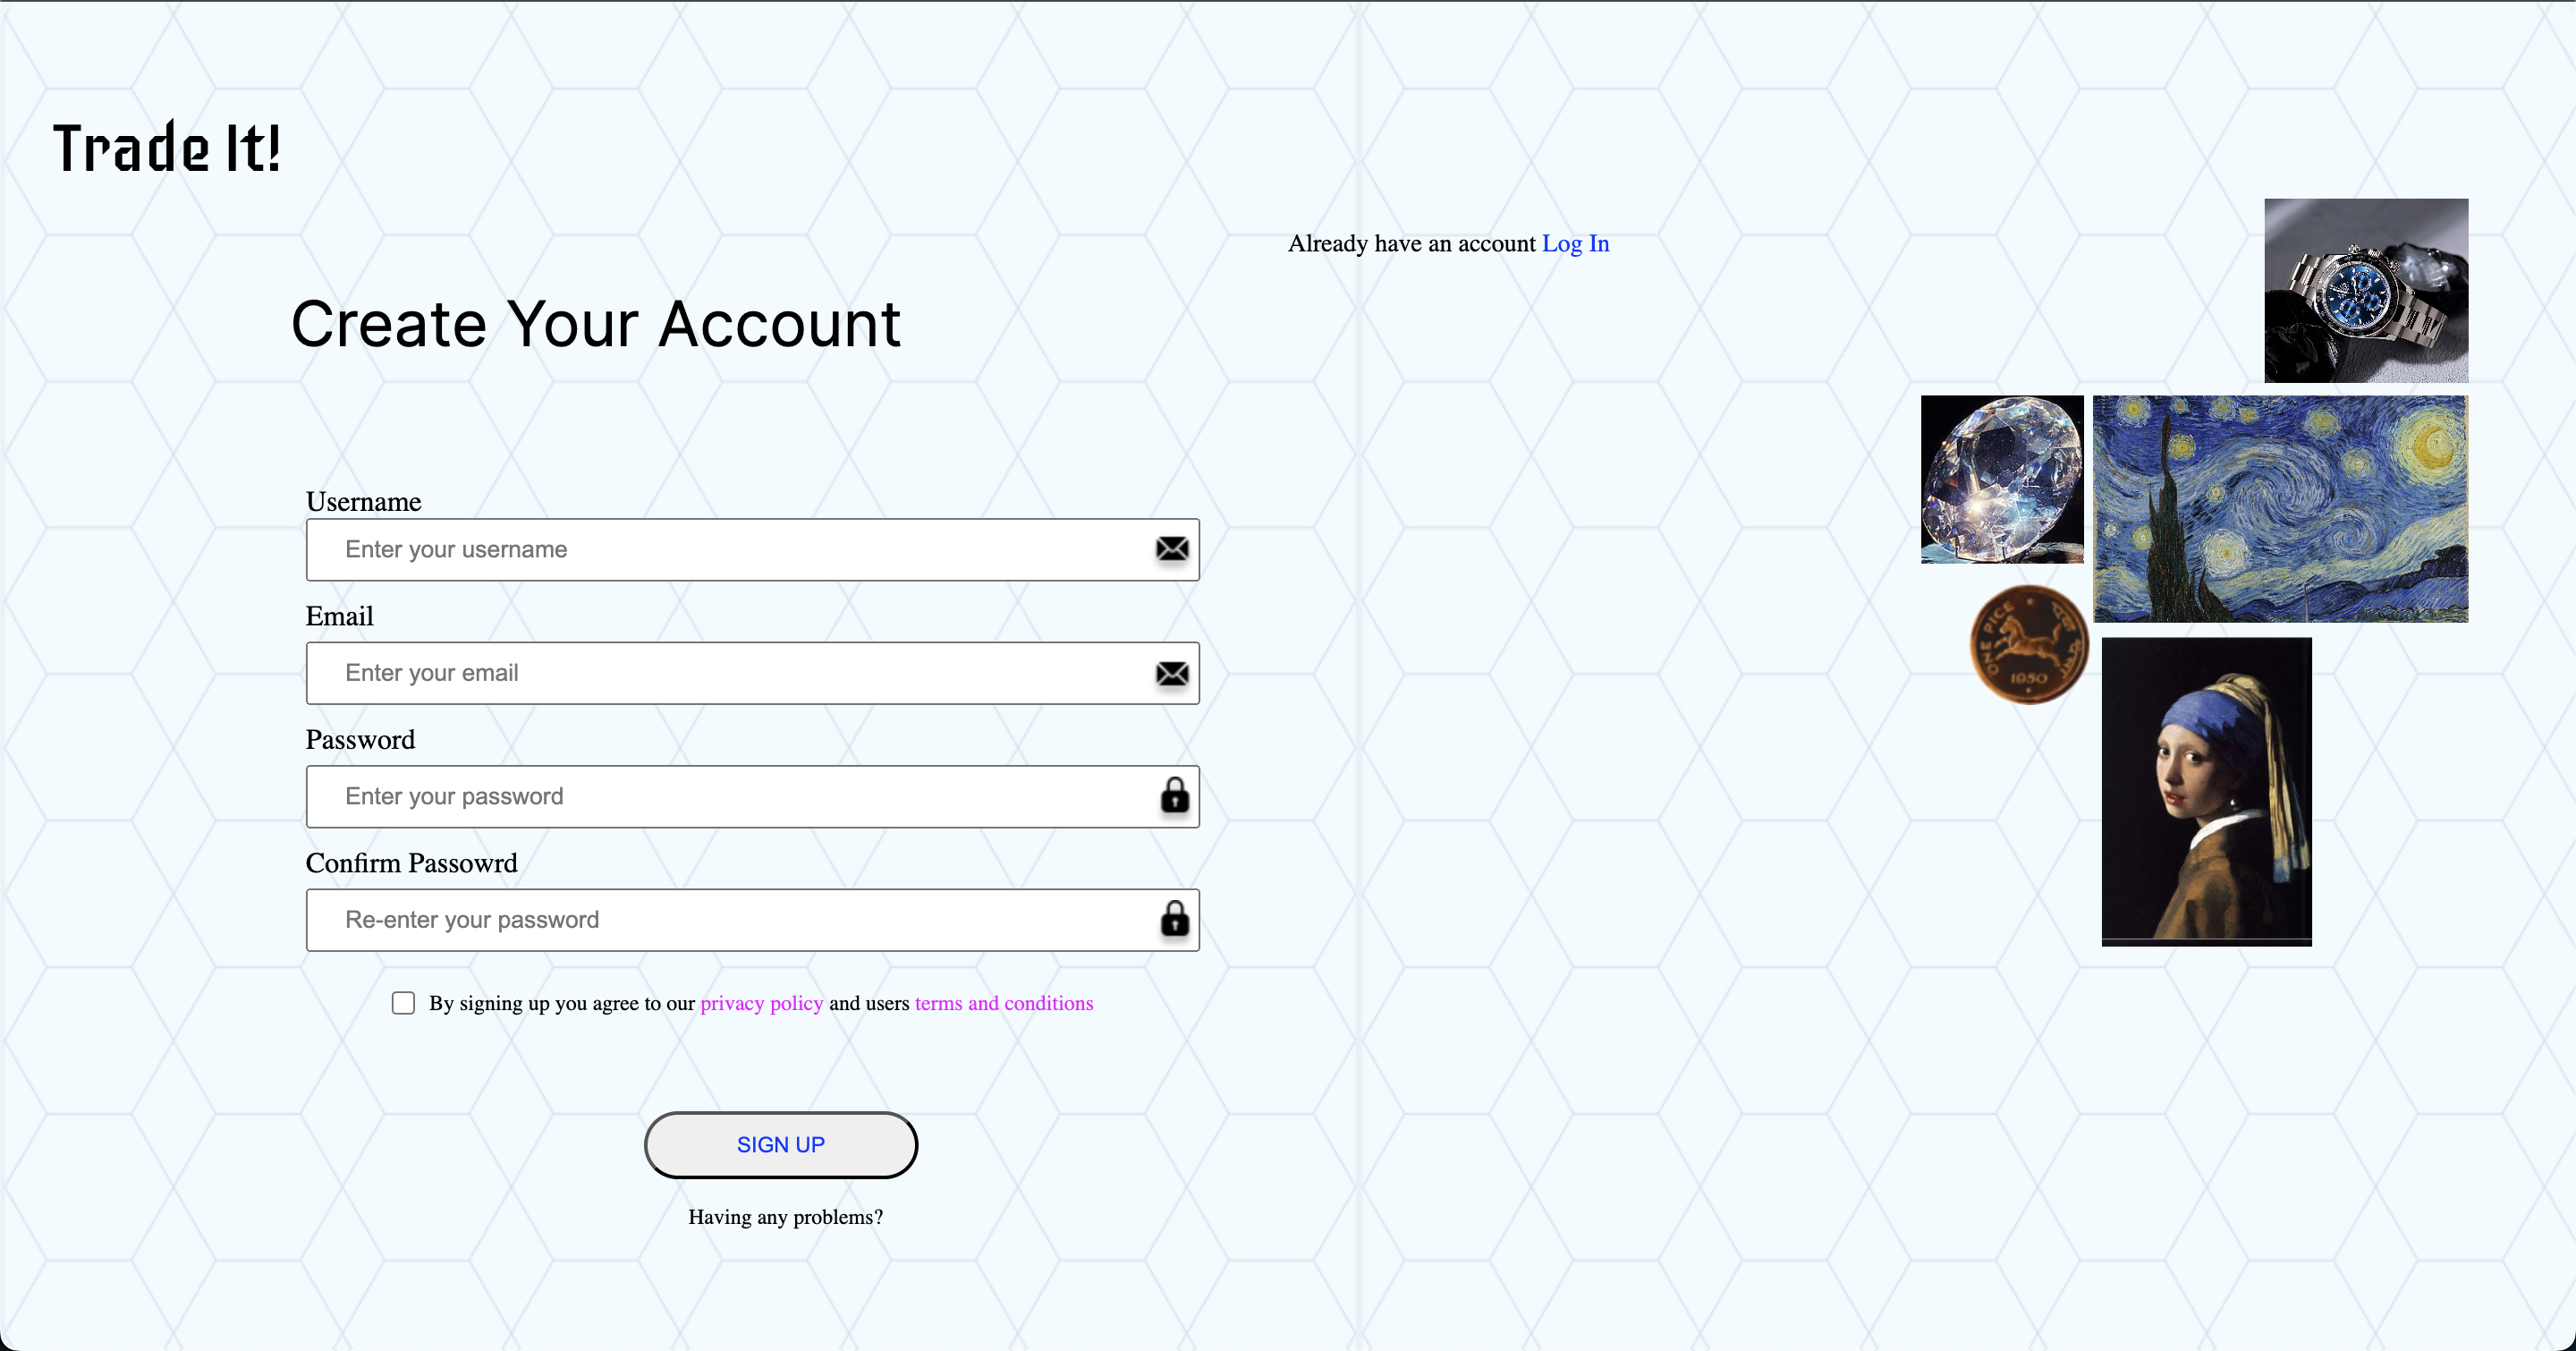 Trade It!
Already have an account Log In
Create Your Account
Username
Enter your username
Email
Enter your email
Password
Enter your password
Confirm Passowrd
Re-enter your password
By signing up you agree to our privacy policy and users terms and conditions
SIGN UP
Having any problems?
ONE PICE
1950